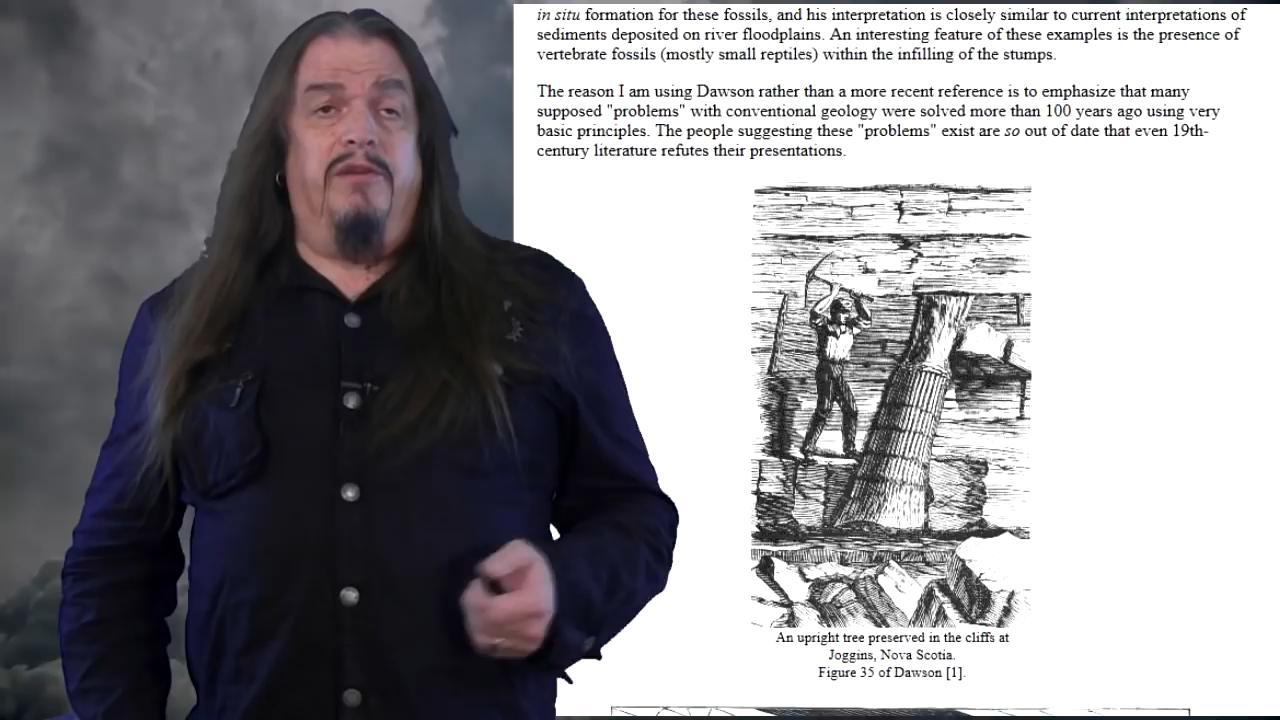 in situ formation for these fossils, and his interpretation is closely similar to current interpretations of
sediments deposited on river floodplains. An interesting feature of these examples is the presence of
vertebrate fossils (mostly small reptiles) within the infilling of the stumps.
The reason I am using Dawson rather than a more recent reference is to emphasize that many
supposed "problems" with conventional geology were solved more than 100 years ago using very
basic principles. The people suggesting these "problems" exist are so out of date that even 19th-
century literature refutes their presentations.
An upright tree preserved in the cliffs at
Joggins, Nova Scotia.
Figure 35 of Dawson [1].